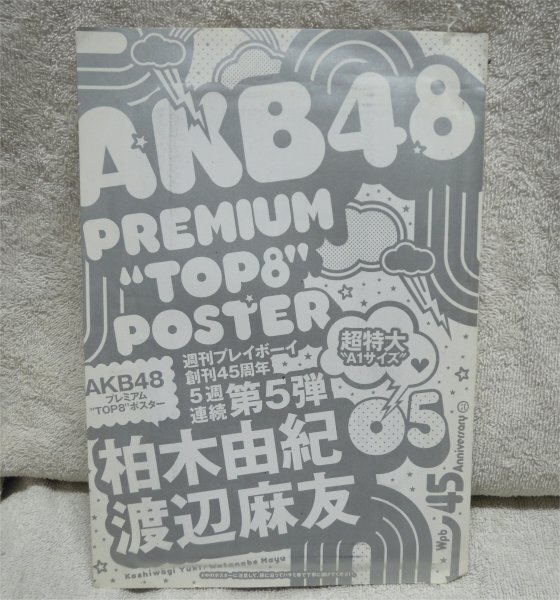 AKB48
PREMIUM
"TOP8"
POSTER
超特大
"A1サイズ"
AKB48
プレミアム
"TOP8"ポスター
週刊プレイボーイ
創刊45周年
5週
連続
第5弾
05
柏木由紀
渡辺麻友
Wpb 45 Anniversary
Kashiwagi Yuki Watanabe Mayu